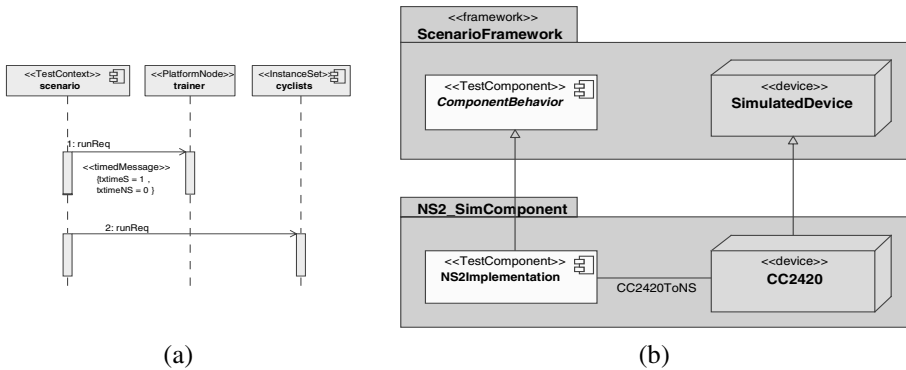 <<TestContext>>
scenario
<<PlatformNode>>
trainer
<<InstanceSet>>
cyclists
1: runReq
<<timedMessage>>
{txtimeS = 1 ,
txtimeNS = 0 }
2: runReq
(a)
<<framework>>
ScenarioFramework
<<TestComponent>>
ComponentBehavior
<<device>>
SimulatedDevice
NS2_SimComponent
<<TestComponent>>
NS2Implementation
CC2420ToNS
<<device>>
CC2420
(b)